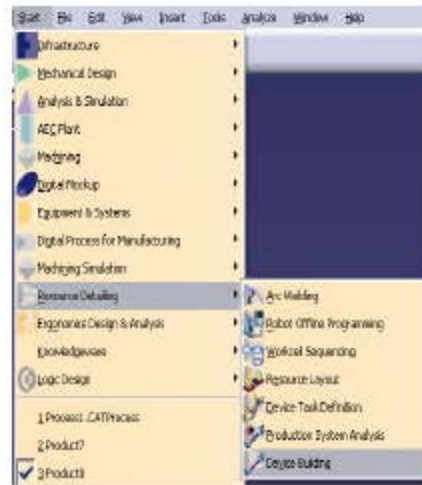 Start File Edit View Insert Tools Analyze Window Help
Infrastructure
Mechanical Design
Analysis & Simulation
AEC Plant
Machining
Digital Mockup
Equipment & Systems
Digital Process for Manufacturing
Machining Simulation
Resource Detailing
Ergonomics Design & Analysis
Knowledgeware
Logic Design
1 Process1.CATProcess
2 Product7
3 Product8
Arc Welding
Robot Offline Programming
Workcell Sequencing
Resource Layout
Device Task Definition
Production System Analysis
Device Building